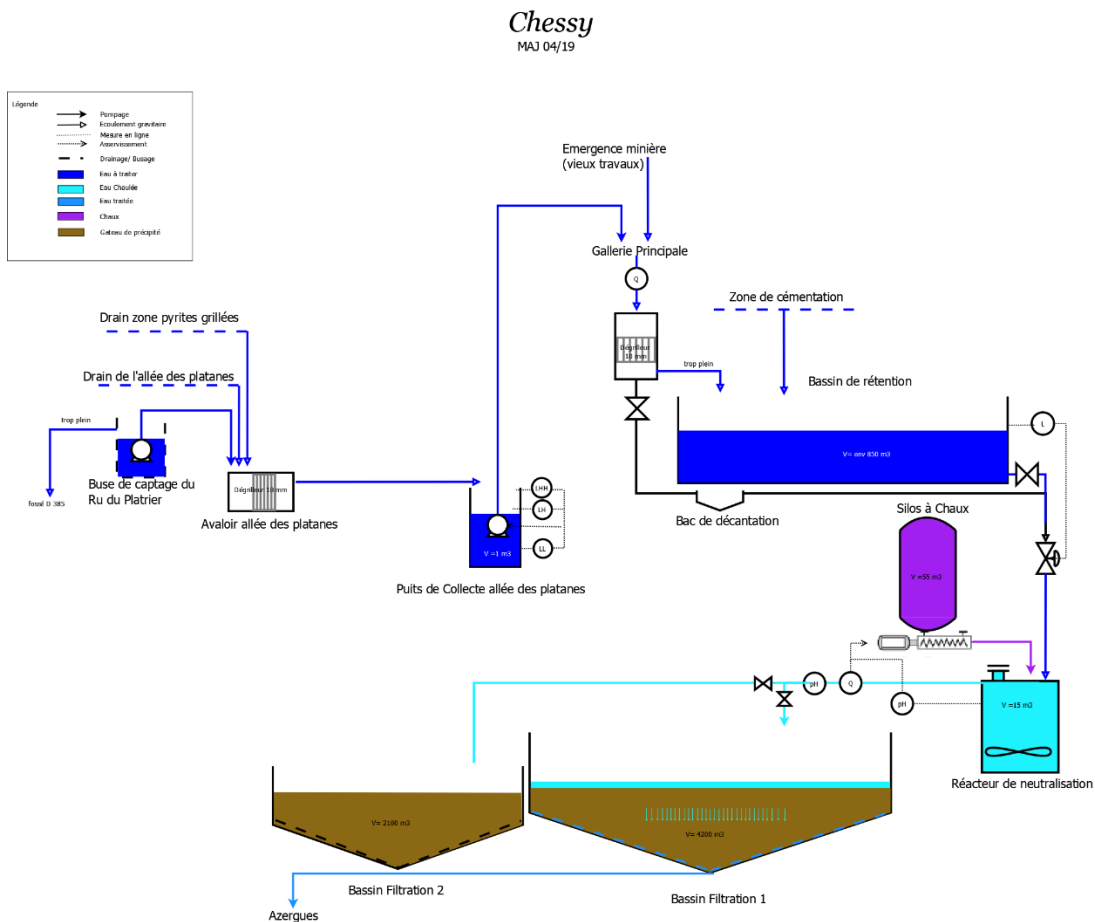 Chessy
MAJ 04/19
Légende
Pompage
Ecoulement gravitaire
Mesure en ligne
Asservissement
Drainage/ Busage
Eau à traiter
Eau Chaulée
Eau traitée
Chaux
Gateau de précipité
Emergence minière
(vieux travaux)
Gallerie Principale
Q
Zone de cémentation
Drain zone pyrites grillées
Dégrilleur
10 mm
trop plein
Bassin de rétention
Drain de l'allée des platanes
trop plein
L
V= env 850 m3
Buse de captage du
Ru du Platrier
fossé D 385
Dégrilleur 10 mm
Avaloir allée des platanes
LHH
LH
LL
V =1 m3
Puits de Collecte allée des platanes
Bac de décantation
Silos à Chaux
V =55 m3
pH
Q
pH
V =15 m3
Réacteur de neutralisation
V= 2100 m3
V= 4200 m3
Bassin Filtration 2
Bassin Filtration 1
Azergues